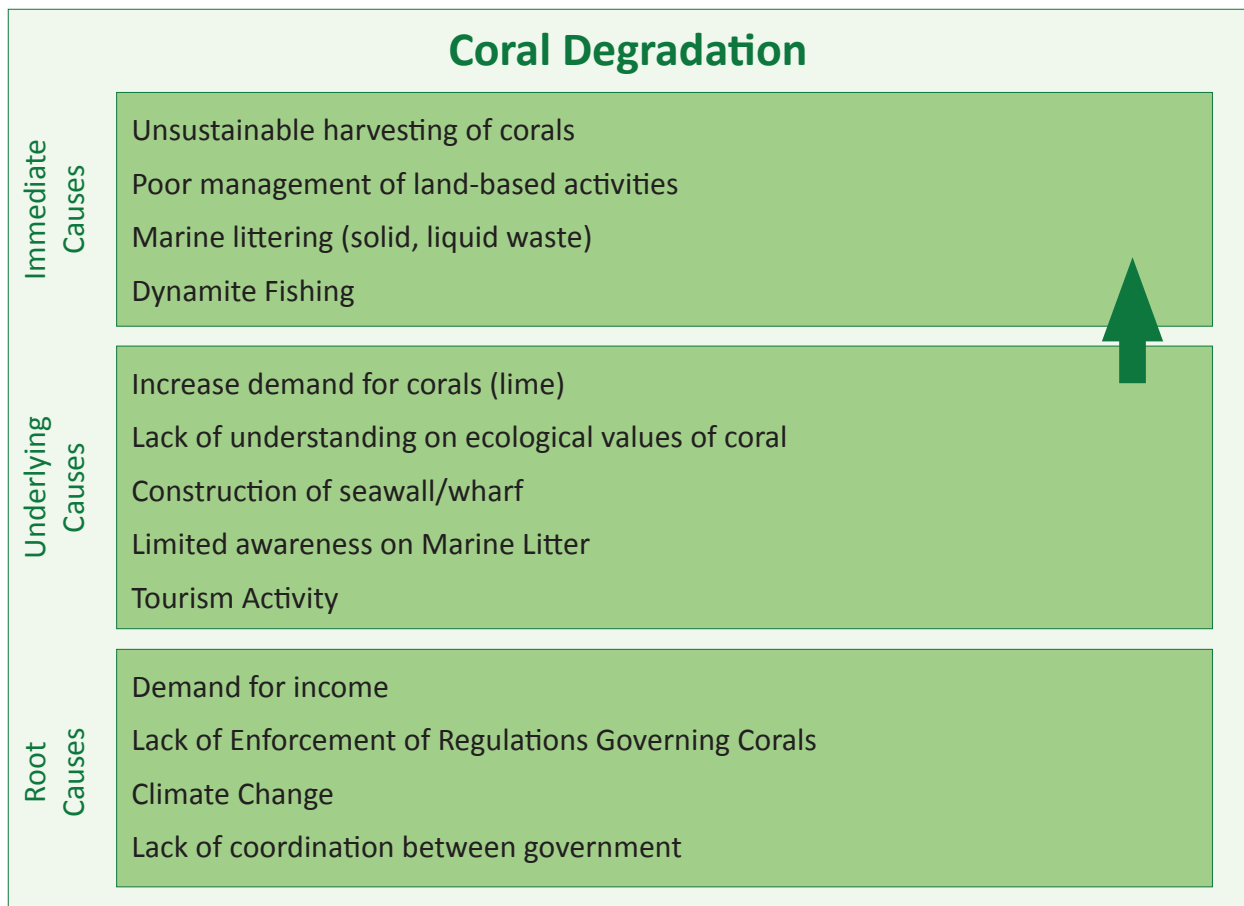 Coral Degradation
Immediate
Causes
Unsustainable harvesting of corals
Poor management of land-based activities
Marine littering (solid, liquid waste)
Dynamite Fishing
Underlying
Causes
Increase demand for corals (lime)
Lack of understanding on ecological values of coral
Construction of seawall/wharf
Limited awareness on Marine Litter
Tourism Activity
Root
Causes
Demand for income
Lack of Enforcement of Regulations Governing Corals
Climate Change
Lack of coordination between government